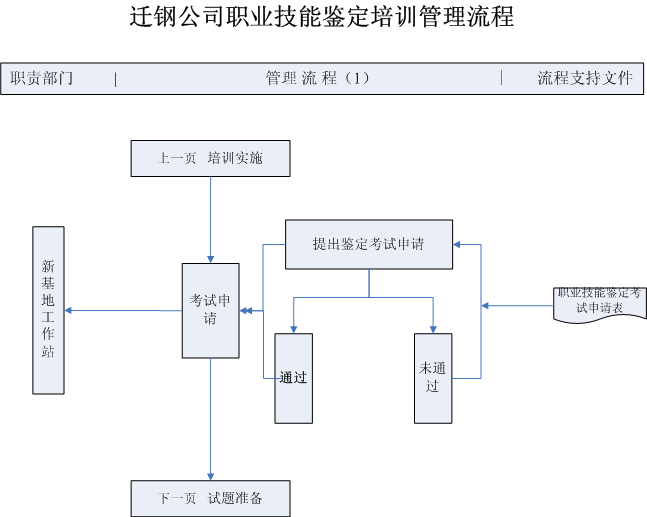 迁钢公司职业技能鉴定培训管理流程
职责部门 | 管理 流 程（1） | 流程支持文件
上一页 培训实施
提出鉴定考试申请
新
基
地
工
作
站
考试申
请
职业技能鉴定考
试申请表
通过
未通
过
下一页 试题准备